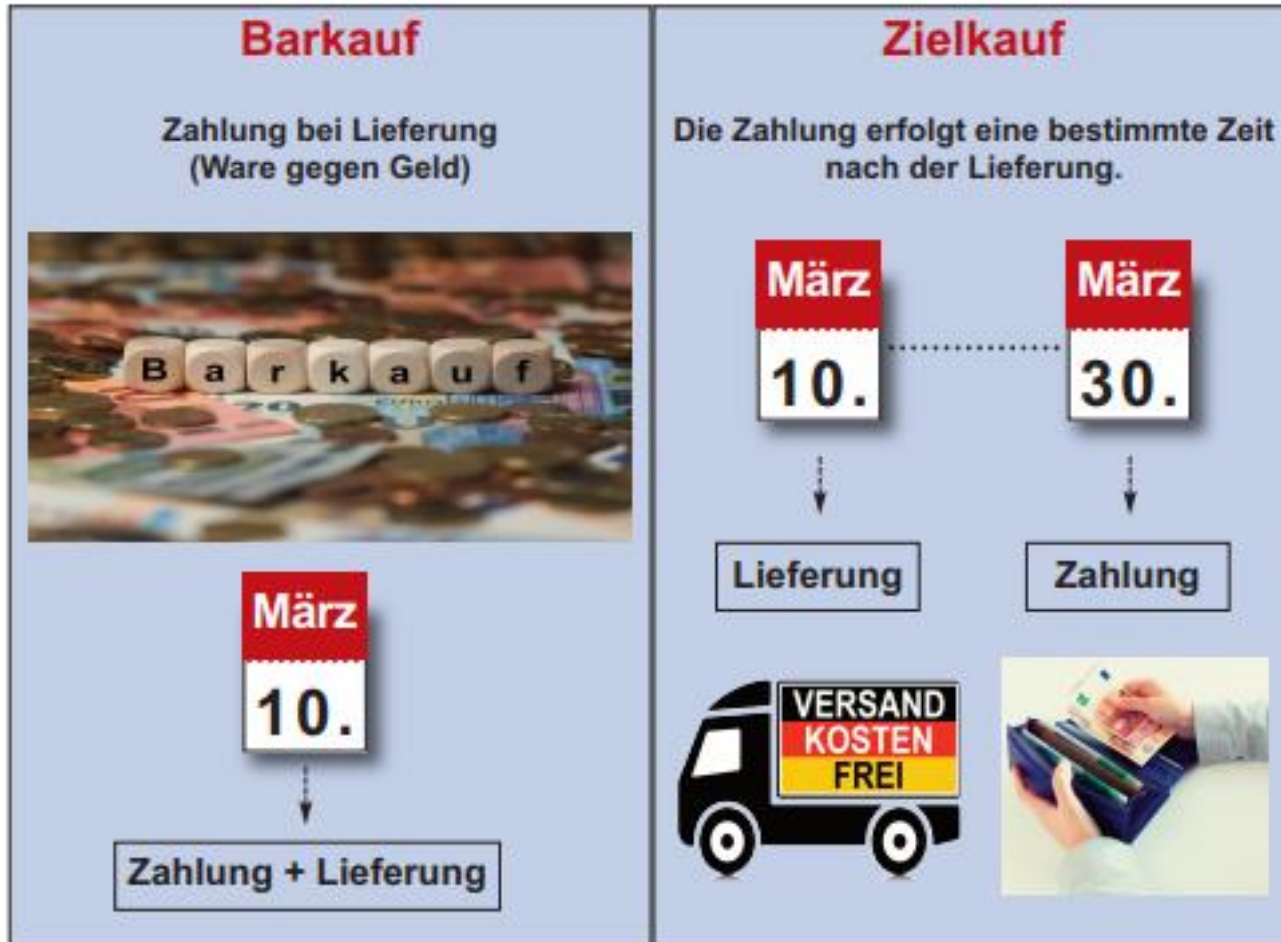 Barkauf
Zahlung bei Lieferung
(Ware gegen Geld)
Barkauf
März
10.
Zahlung + Lieferung
Zielkauf
Die Zahlung erfolgt eine bestimmte Zeit
nach der Lieferung.
März
10.
März
30.
Lieferung
Zahlung
VERSAND
KOSTEN
FREI